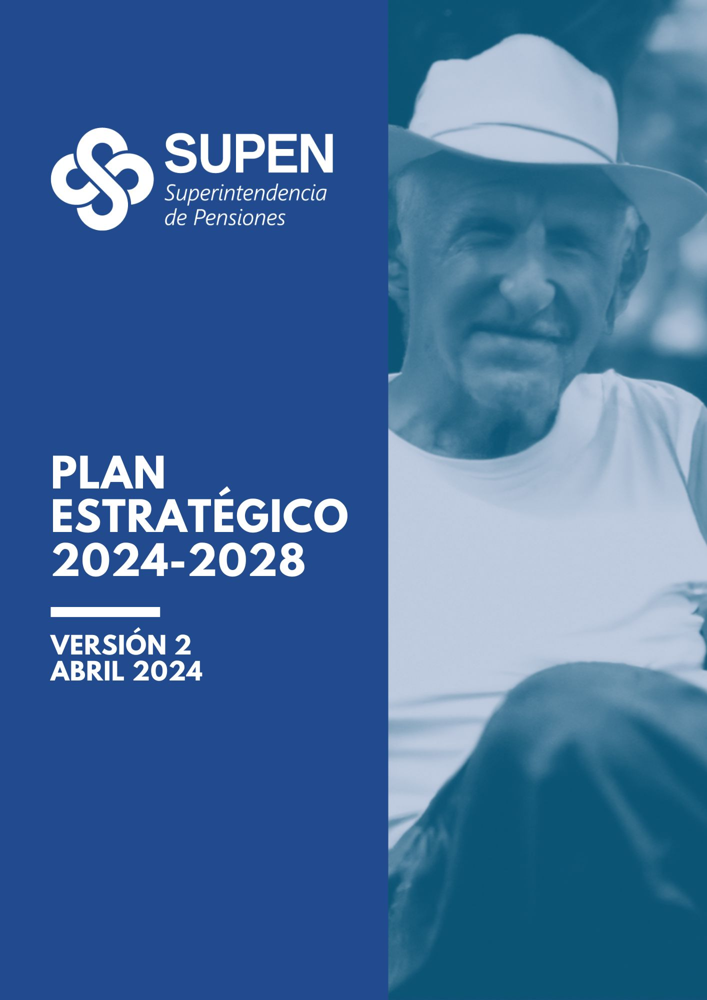 SUPEN
Superintendencia
de Pensiones
PLAN
ESTRATÉGICO
2024-2028
VERSIÓN 2
ABRIL 2024